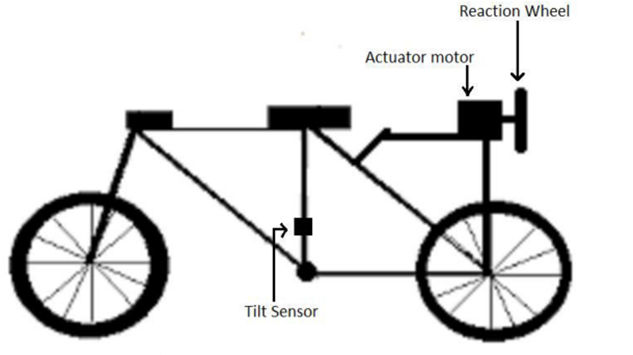 Reaction Wheel
Actuator motor
Tilt Sensor